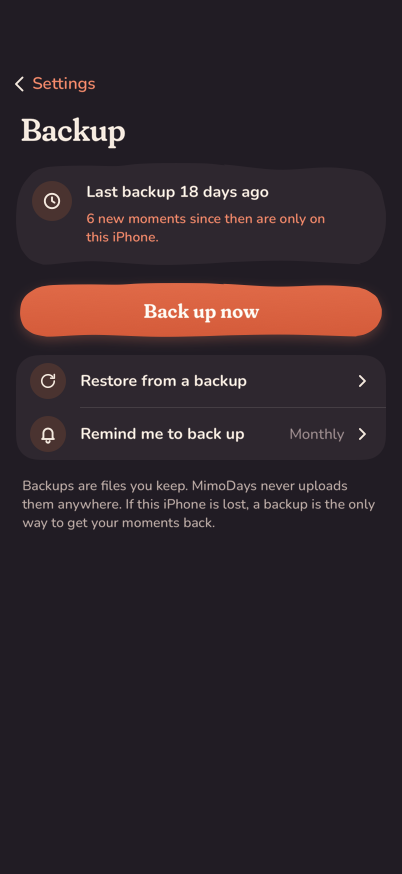 Settings
Backup
Last backup 18 days ago
6 new moments since then are only on
this iPhone.
Back up now
Restore from a backup
Remind me to back up Monthly
Backups are files you keep. MimoDays never uploads
them anywhere. If this iPhone is lost, a backup is the only
way to get your moments back.